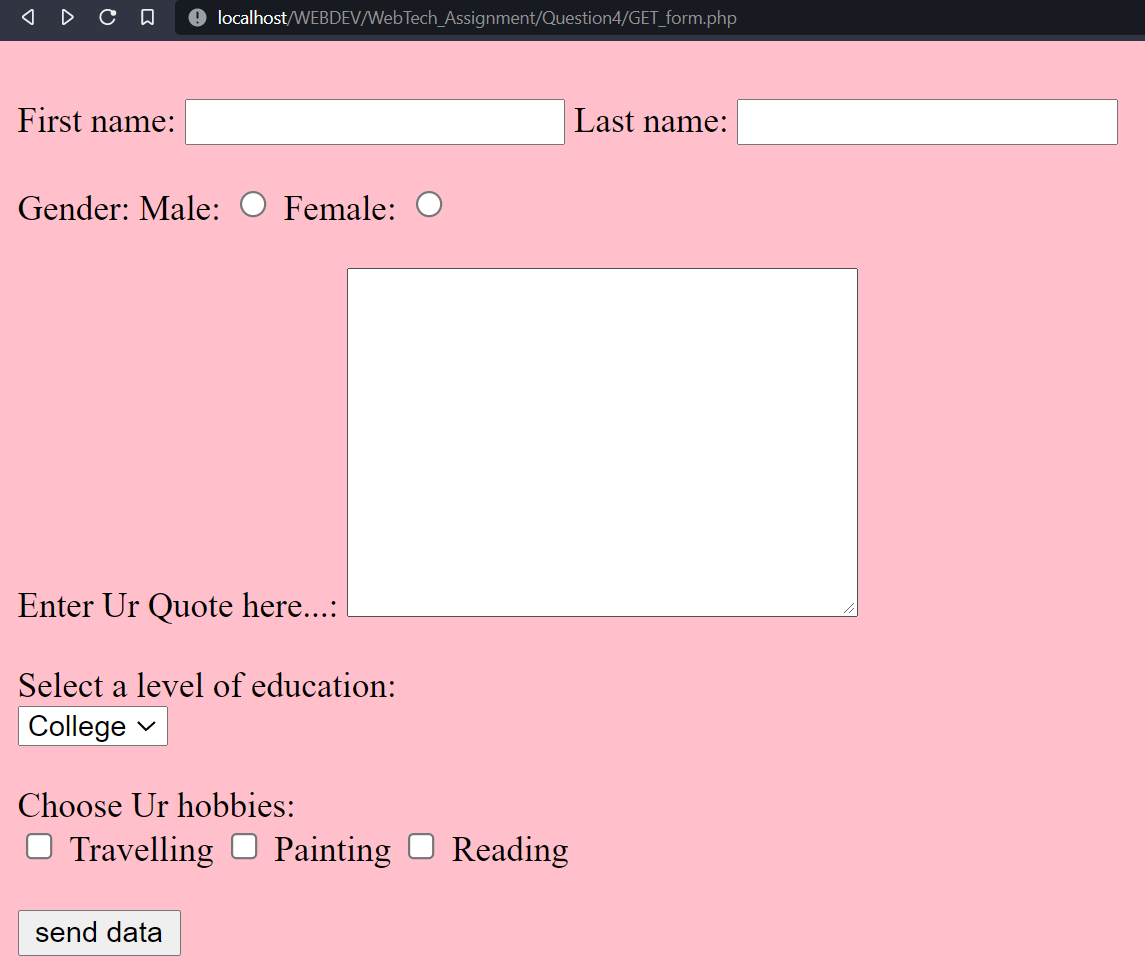 localhost/WEBDEV/WebTech_Assignment/Question4/GET_form.php
First name: Last name:
Gender: Male: Female:
Enter Ur Quote here...:
Select a level of education:
College
Choose Ur hobbies:
Travelling Painting Reading
send data